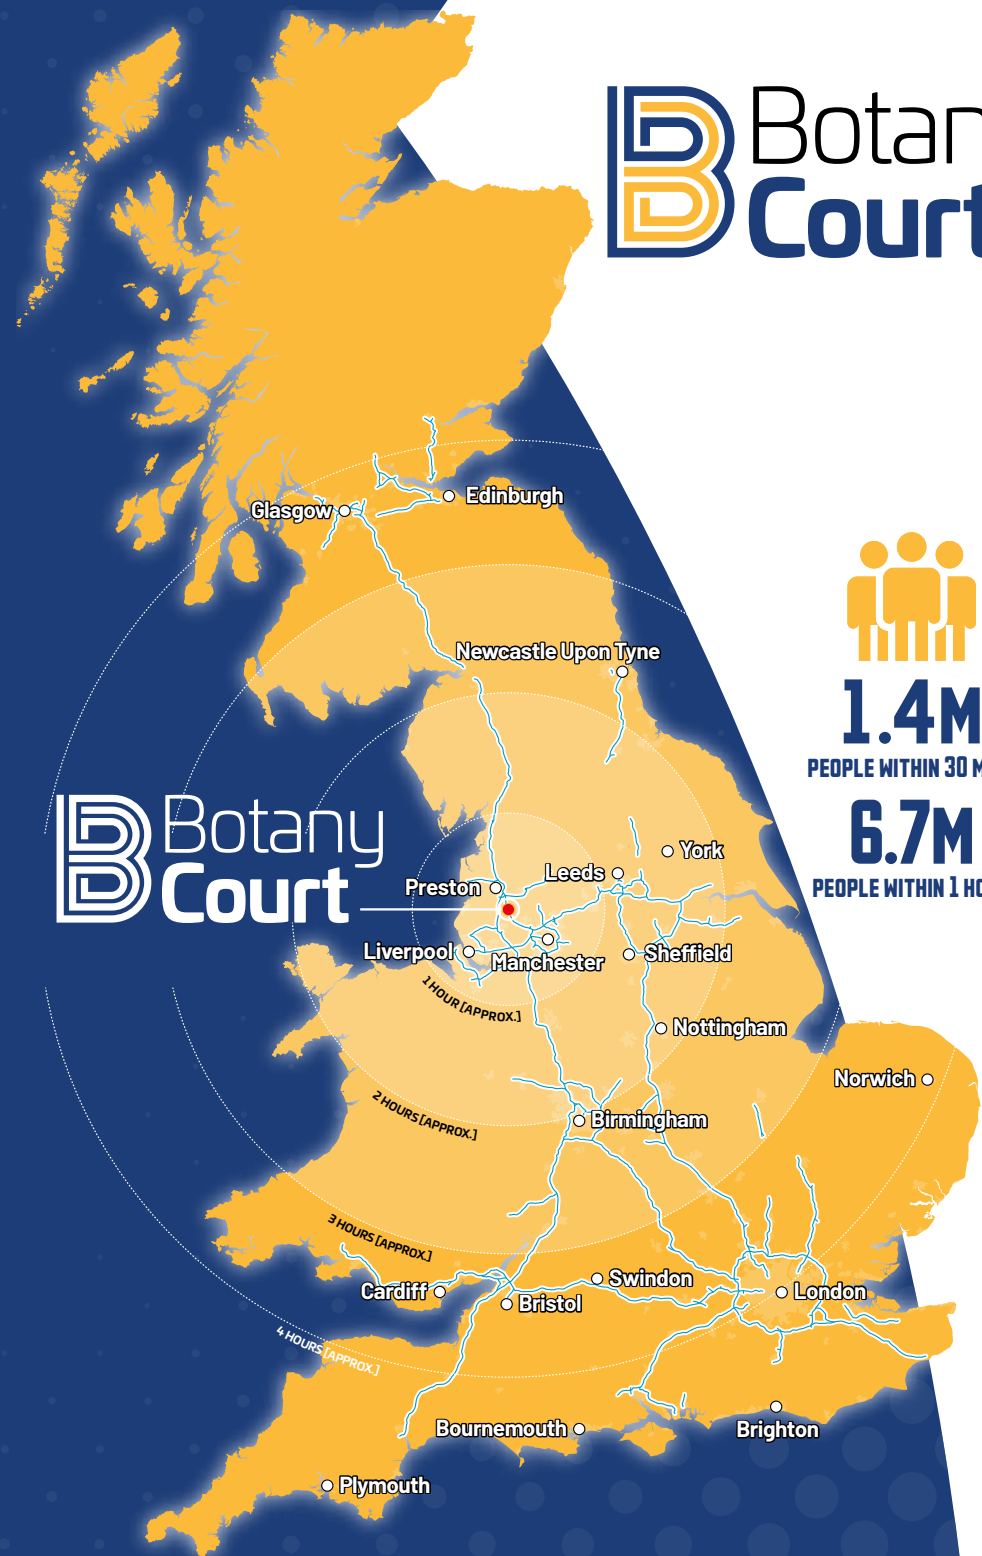 Botan
Court
Edinburgh
Glasgow
Newcastle Upon Tyne
1.4M
PEOPLE WITHIN 30 M
6.7M
PEOPLE WITHIN 1 HO
Botany
Court
York
Leeds
Preston
Liverpool
Manchester
Sheffield
1 HOUR [APPROX.]
Nottingham
Norwich
2 HOURS [APPROX.]
Birmingham
3 HOURS [APPROX.]
Cardiff
Swindon
London
Bristol
4 HOURS [APPROX.]
Bournemouth
Brighton
Plymouth